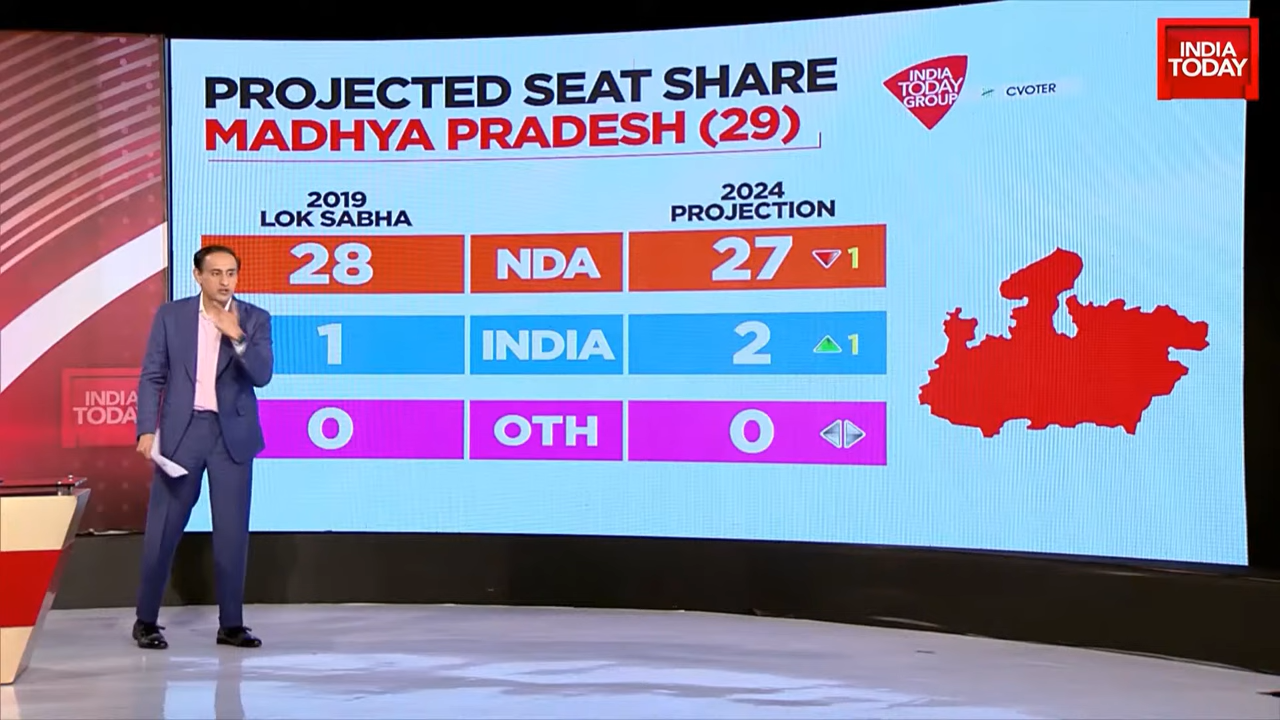 PROJECTED SEAT SHARE
MADHYA PRADESH (29)
INDIA
TODAY
GROUP
CVOTER
INDIA
TODAY
2019
LOK SABHA
2024
PROJECTION
28 NDA 27 1
1 INDIA 2 1
0 OTH 0
INDIA
TODAY